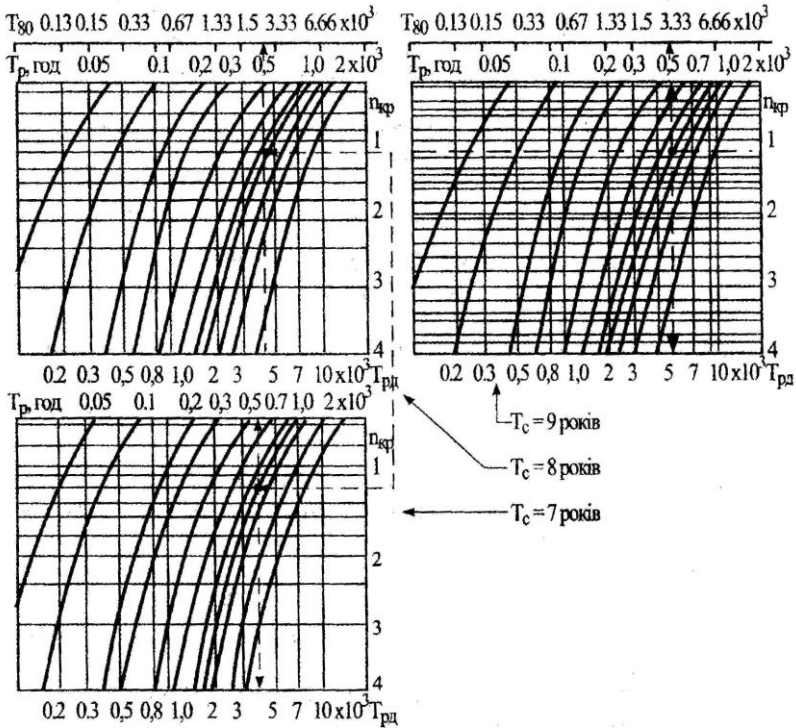 T80 0.13 0.15 0.33 0.67 1.33 1.5 3.33 6.66 x10³
Tр, год 0.05 0.1 0,2 0,3 0,5 1,0 2 x10³
nкр
1
2
3
4
0.2 0.3 0,5 0,8 1,0 2 3 5 7 10 x10³ Tрд
T80 0.13 0.15 0.33 0.67 1.33 1.5 3.33 6.66 x10³
Tр, год 0.05 0.1 0,2 0,3 0,5 0,7 1,0 2 x10³
nкр
1
2
3
4
0.2 0.3 0,5 0,8 1,0 2 3 5 7 10 x10³ Tрд
Tр, год 0.05 0.1 0,2 0.3 0,5 0.7 1,0 2 x10³
nкр
1
2
3
4
0.2 0.3 0,5 0,8 1,0 2 3 5 7 10 x10³ Tрд
Tс = 9 років
Tс = 8 років
Tс = 7 років